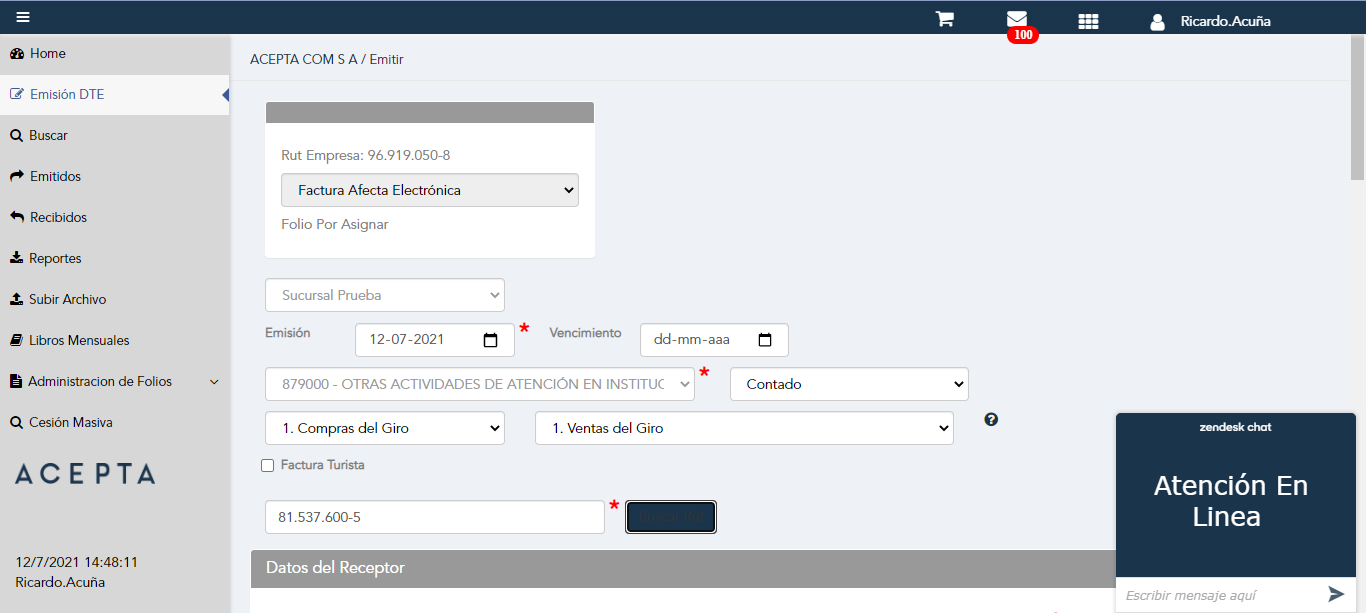 100
Ricardo.Acuña
Home
Emisión DTE
Buscar
Emitidos
Recibidos
Reportes
Subir Archivo
Libros Mensuales
Administracion de Folios
Cesión Masiva
ACEPTA
12/7/2021 14:48:11
Ricardo.Acuña
ACEPTA COM S A / Emitir
Rut Empresa: 96.919.050-8
Factura Afecta Electrónica
Folio Por Asignar
Sucursal Prueba
Emisión 12-07-2021 * Vencimiento dd-mm-aaa
879000 - OTRAS ACTIVIDADES DE ATENCIÓN EN INSTITUC * Contado
1. Compras del Giro 1. Ventas del Giro
Factura Turista
81.537.600-5 *
Datos del Receptor
zendesk chat
Atención En
Linea
Escribir mensaje aquí